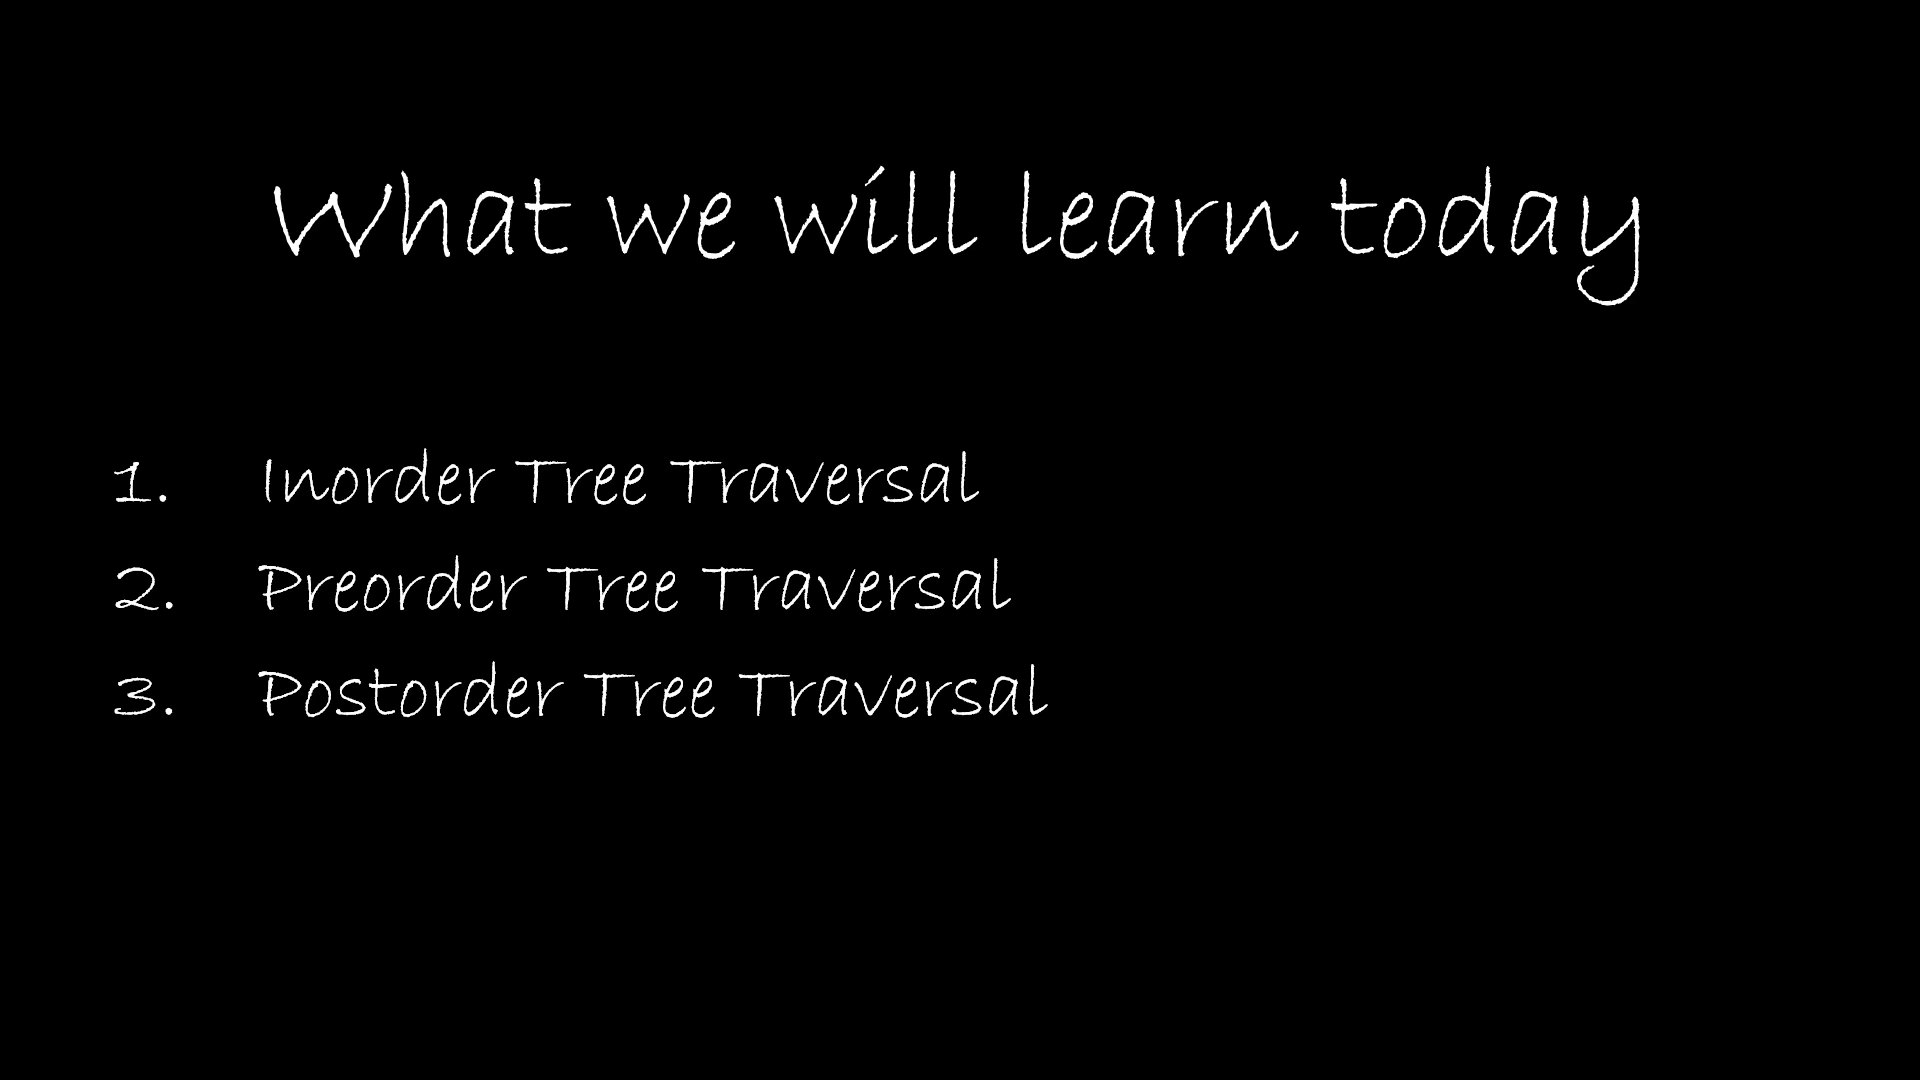 What we will learn today
1. Inorder Tree Traversal
2. Preorder Tree Traversal
3. Postorder Tree Traversal